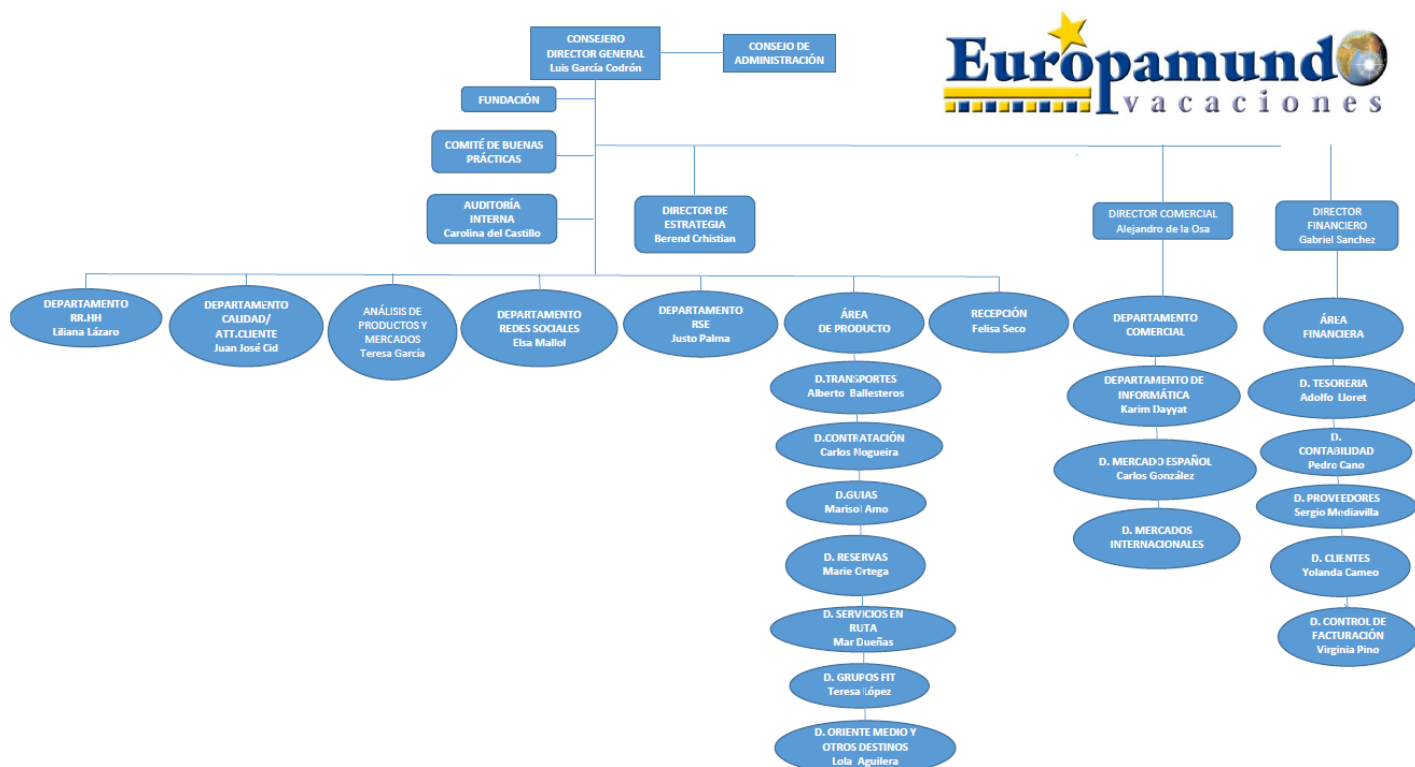 CONSEJERO
DIRECTOR GENERAL
Luis García Codrón
CONSEJO DE
ADMINISTRACIÓN
Europamundo
vacaciones
FUNDACIÓN
COMITÉ DE BUENAS
PRÁCTICAS
AUDITORÍA
INTERNA
Carolina del Castillo
DIRECTOR DE
ESTRATEGIA
Berend Crhistian
DIRECTOR COMERCIAL
Alejandro de la Osa
DIRECTOR
FINANCIERO
Gabriel Sanchez
DEPARTAMENTO
RR.HH
Liliana Lázaro
DEPARTAMENTO
CALIDAD/
ATT.CLIENTE
Juan José Cid
ANÁLISIS DE
PRODUCTOS Y
MERCADOS
Teresa García
DEPARTAMENTO
REDES SOCIALES
Elsa Mallol
DEPARTAMENTO
RSE
Justo Palma
ÁREA
DE PRODUCTO
RECEPCIÓN
Felisa Seco
DEPARTAMENTO
COMERCIAL
ÁREA
FINANCIERA
D.TRANSPORTES
Alberto Ballesteros
D.CONTRATACIÓN
Carlos Nogueira
D.GUIAS
Marisol Amo
D. RESERVAS
Marie Ortega
D. SERVICIOS EN
RUTA
Mar Dueñas
D. GRUPOS FIT
Teresa López
D. ORIENTE MEDIO Y
OTROS DESTINOS
Lola Aguilera
DEPARTAMENTO DE
INFORMÁTICA
Karim Dayyat
D. MERCADO ESPAÑOL
Carlos González
D. MERCADOS
INTERNACIONALES
D. TESORERIA
Adolfo Lloret
D.
CONTABILIDAD
Pedro Cano
D. PROVEEDORES
Sergio Mediavilla
D. CLIENTES
Yolanda Cameo
D. CONTROL DE
FACTURACIÓN
Virginia Pino